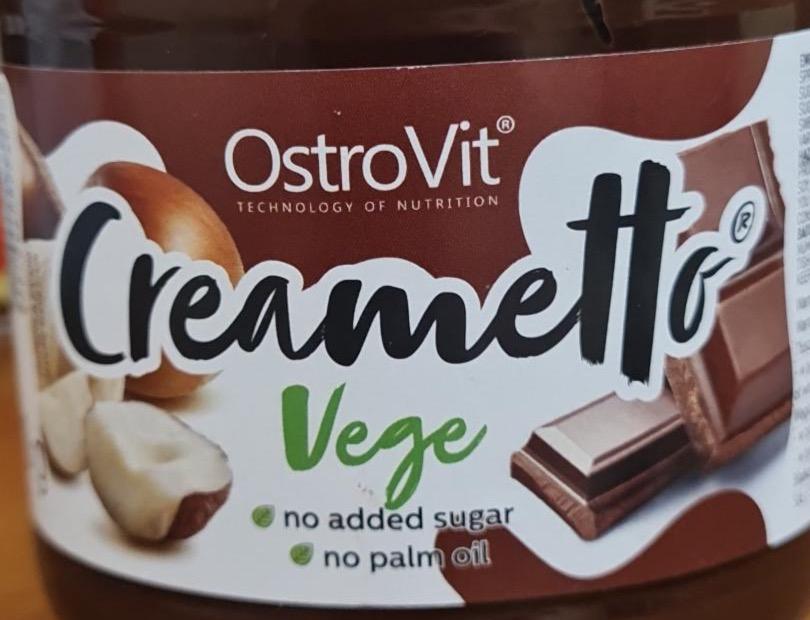 OstroVit®
TECHNOLOGY OF NUTRITION
Creametto®
Vege
no added sugar
no palm oil